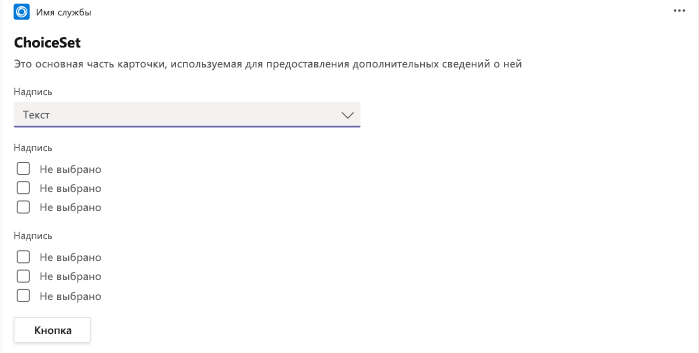 Имя службы
ChoiceSet
Это основная часть карточки, используемая для предоставления дополнительных сведений о ней
Надпись
Текст
Надпись
Не выбрано
Не выбрано
Не выбрано
Надпись
Не выбрано
Не выбрано
Не выбрано
Кнопка